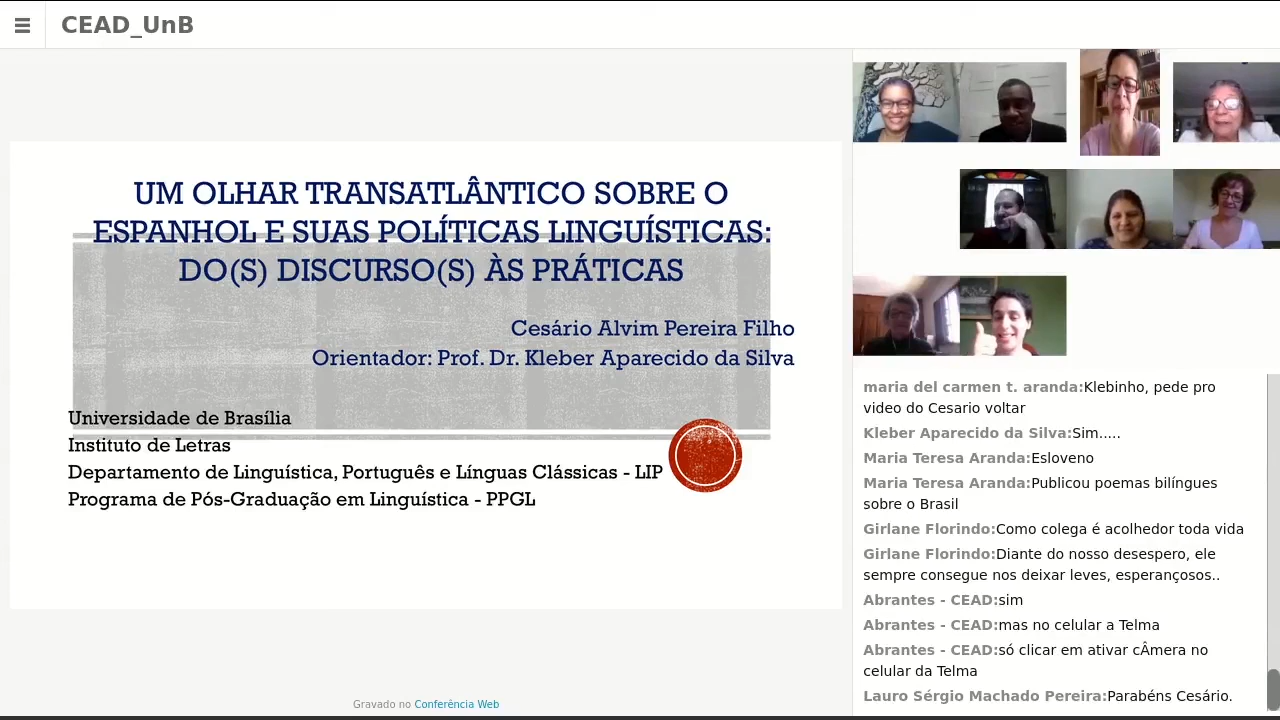 CEAD_UnB
UM OLHAR TRANSATLÂNTICO SOBRE O
ESPANHOL E SUAS POLÍTICAS LINGUÍSTICAS:
DO(S) DISCURSO(S) ÀS PRÁTICAS
Cesário Alvim Pereira Filho
Orientador: Prof. Dr. Kleber Aparecido da Silva
Universidade de Brasília
Instituto de Letras
Departamento de Linguística, Português e Línguas Clássicas - LIP
Programa de Pós-Graduação em Linguística - PPGL
Gravado no Conferência Web
maria del carmen t. aranda:Klebinho, pede pro
video do Cesario voltar
Kleber Aparecido da Silva:Sim.....
Maria Teresa Aranda:Esloveno
Maria Teresa Aranda:Publicou poemas bilíngues
sobre o Brasil
Girlane Florindo:Como colega é acolhedor toda vida
Girlane Florindo:Diante do nosso desespero, ele
sempre consegue nos deixar leves, esperançosos..
Abrantes - CEAD:sim
Abrantes - CEAD:mas no celular a Telma
Abrantes - CEAD:só clicar em ativar cÂmera no
celular da Telma
Lauro Sérgio Machado Pereira:Parabéns Cesário.